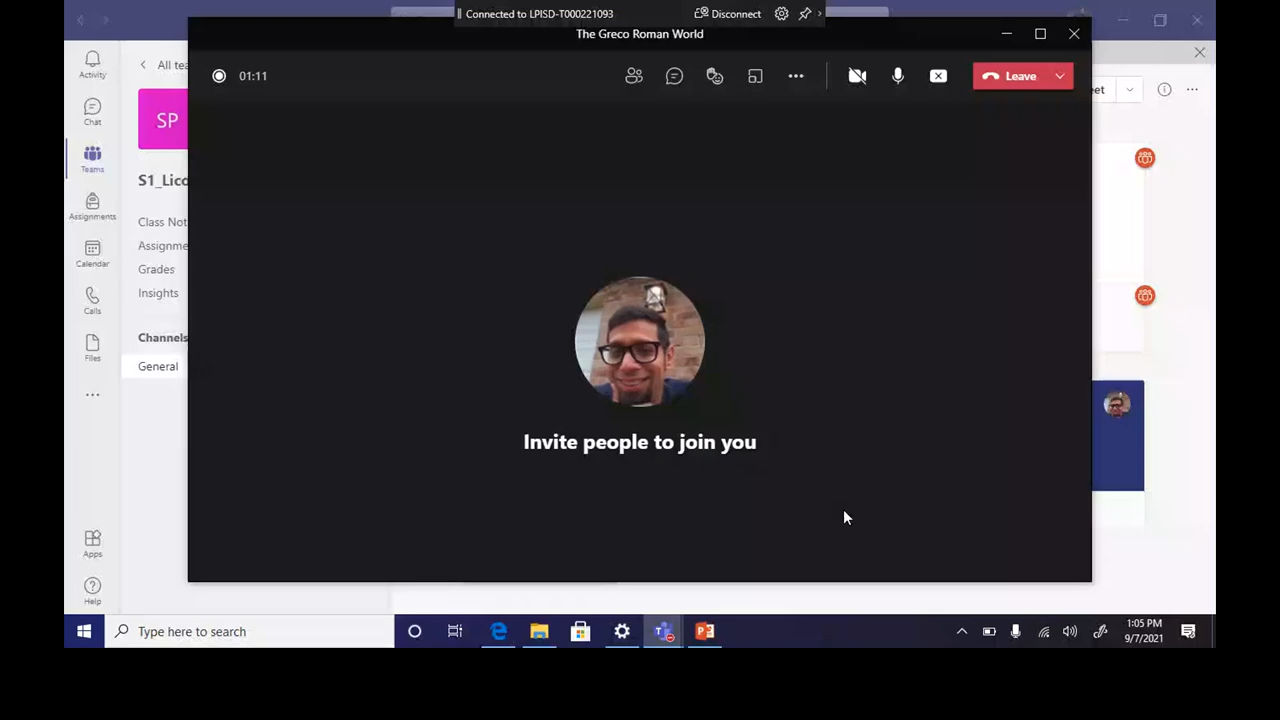 Connected to LPISD-T000221093
Disconnect
The Greco Roman World
01:11
Leave
Activity
Chat
Teams
Assignments
Calendar
Calls
Files
Apps
Help
All tea
SP
S1_Lico
Class Not
Assignme
Grades
Insights
Channels
General
eet
Invite people to join you
Type here to search
1:05 PM
9/7/2021